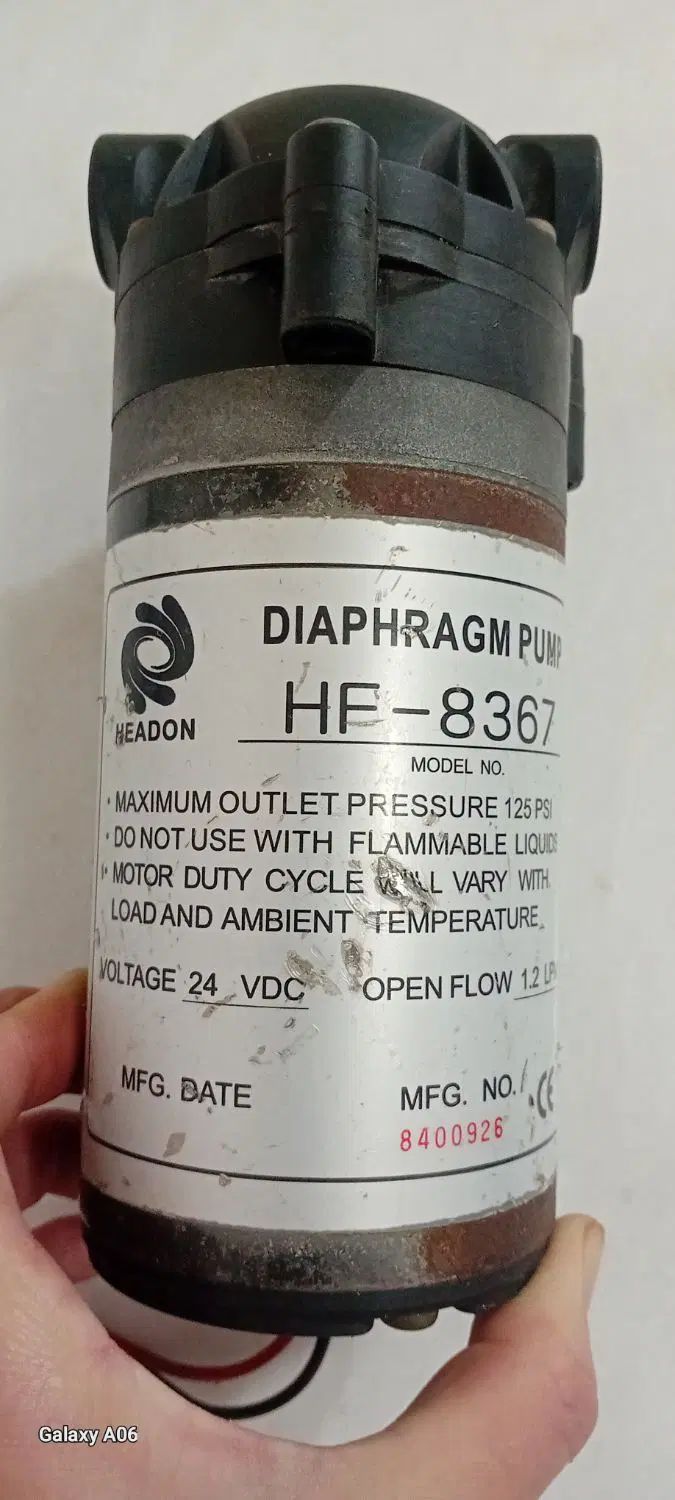 DIAPHRAGM PUMP
HF-8367
HEADON
MODEL NO.
· MAXIMUM OUTLET PRESSURE 125 PSI
· DO NOT USE WITH FLAMMABLE LIQUIDS
· MOTOR DUTY CYCLE WILL VARY WITH
LOAD AND AMBIENT TEMPERATURE
VOLTAGE 24 VDC OPEN FLOW 1.2 LPM
MFG. DATE MFG. NO.
CE
8400926
Galaxy A06